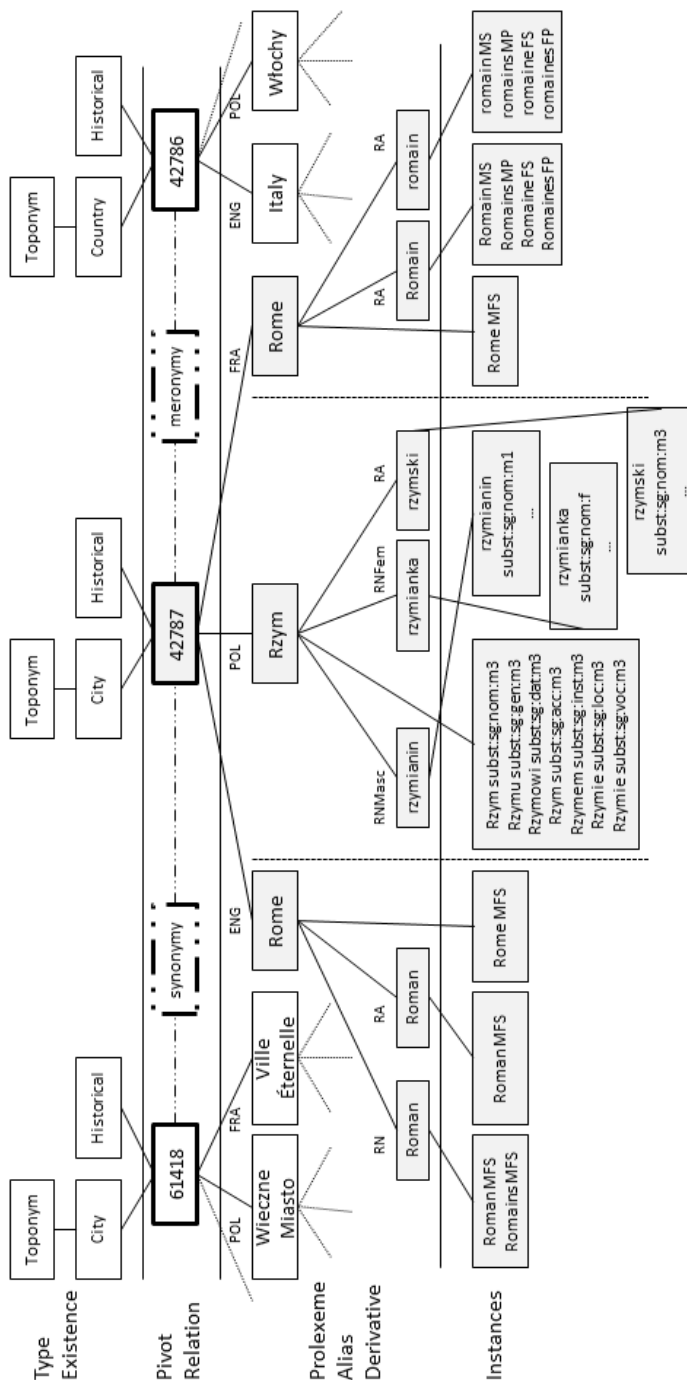 Type
Existence
Toponym
City
Historical
Toponym
City
Historical
Toponym
Country
Historical
Pivot
Relation
61418
synonymy
42787
meronymy
42786
POL
FRA
ENG
POL
FRA
ENG
POL
Prolexeme
Alias
Derivative
Wieczne
Miasto
Ville
Éternelle
Rome
Rzym
Rome
Italy
Włochy
RN
RA
RNMasc
RNFem
RA
RA
RA
Roman
Roman
rzymianin
rzymianka
rzymski
Romain
romain
Instances
Roman MFS
Romains MFS
Roman MFS
Rome MFS
Rzym subst:sg:nom:m3
Rzymu subst:sg:gen:m3
Rzymowi subst:sg:dat:m3
Rzym subst:sg:acc:m3
Rzymem subst:sg:inst:m3
Rzymie subst:sg:loc:m3
Rzymie subst:sg:voc:m3
rzymianin
subst:sg:nom:m1
...
rzymianka
subst:sg:nom:f
...
rzymski
subst:sg:nom:m3
...
Rome MFS
Romain MS
Romains MP
Romaine FS
Romaines FP
romain MS
romains MP
romaine FS
romaines FP